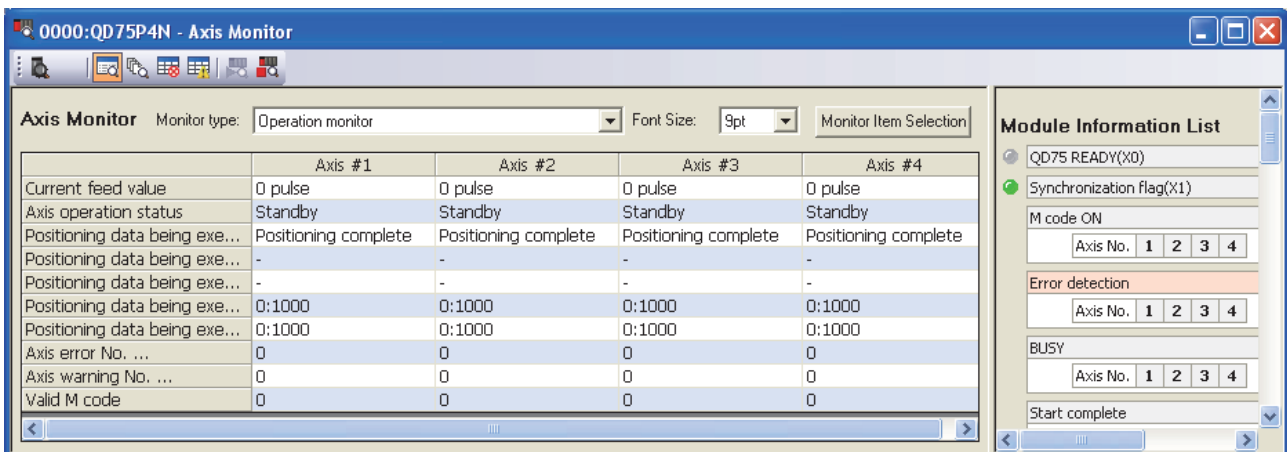 0000:QD75P4N - Axis Monitor
Axis Monitor Monitor type: Operation monitor Font Size: 9pt Monitor Item Selection
Axis #1 Axis #2 Axis #3 Axis #4
Current feed value 0 pulse 0 pulse 0 pulse 0 pulse
Axis operation status Standby Standby Standby Standby
Positioning data being exe... Positioning complete Positioning complete Positioning complete Positioning complete
Positioning data being exe... - - - -
Positioning data being exe... - - - -
Positioning data being exe... 0:1000 0:1000 0:1000 0:1000
Positioning data being exe... 0:1000 0:1000 0:1000 0:1000
Axis error No. ... 0 0 0 0
Axis warning No. ... 0 0 0 0
Valid M code 0 0 0 0
Module Information List
QD75 READY(X0)
Synchronization flag(X1)
M code ON
Axis No. 1 2 3 4
Error detection
Axis No. 1 2 3 4
BUSY
Axis No. 1 2 3 4
Start complete